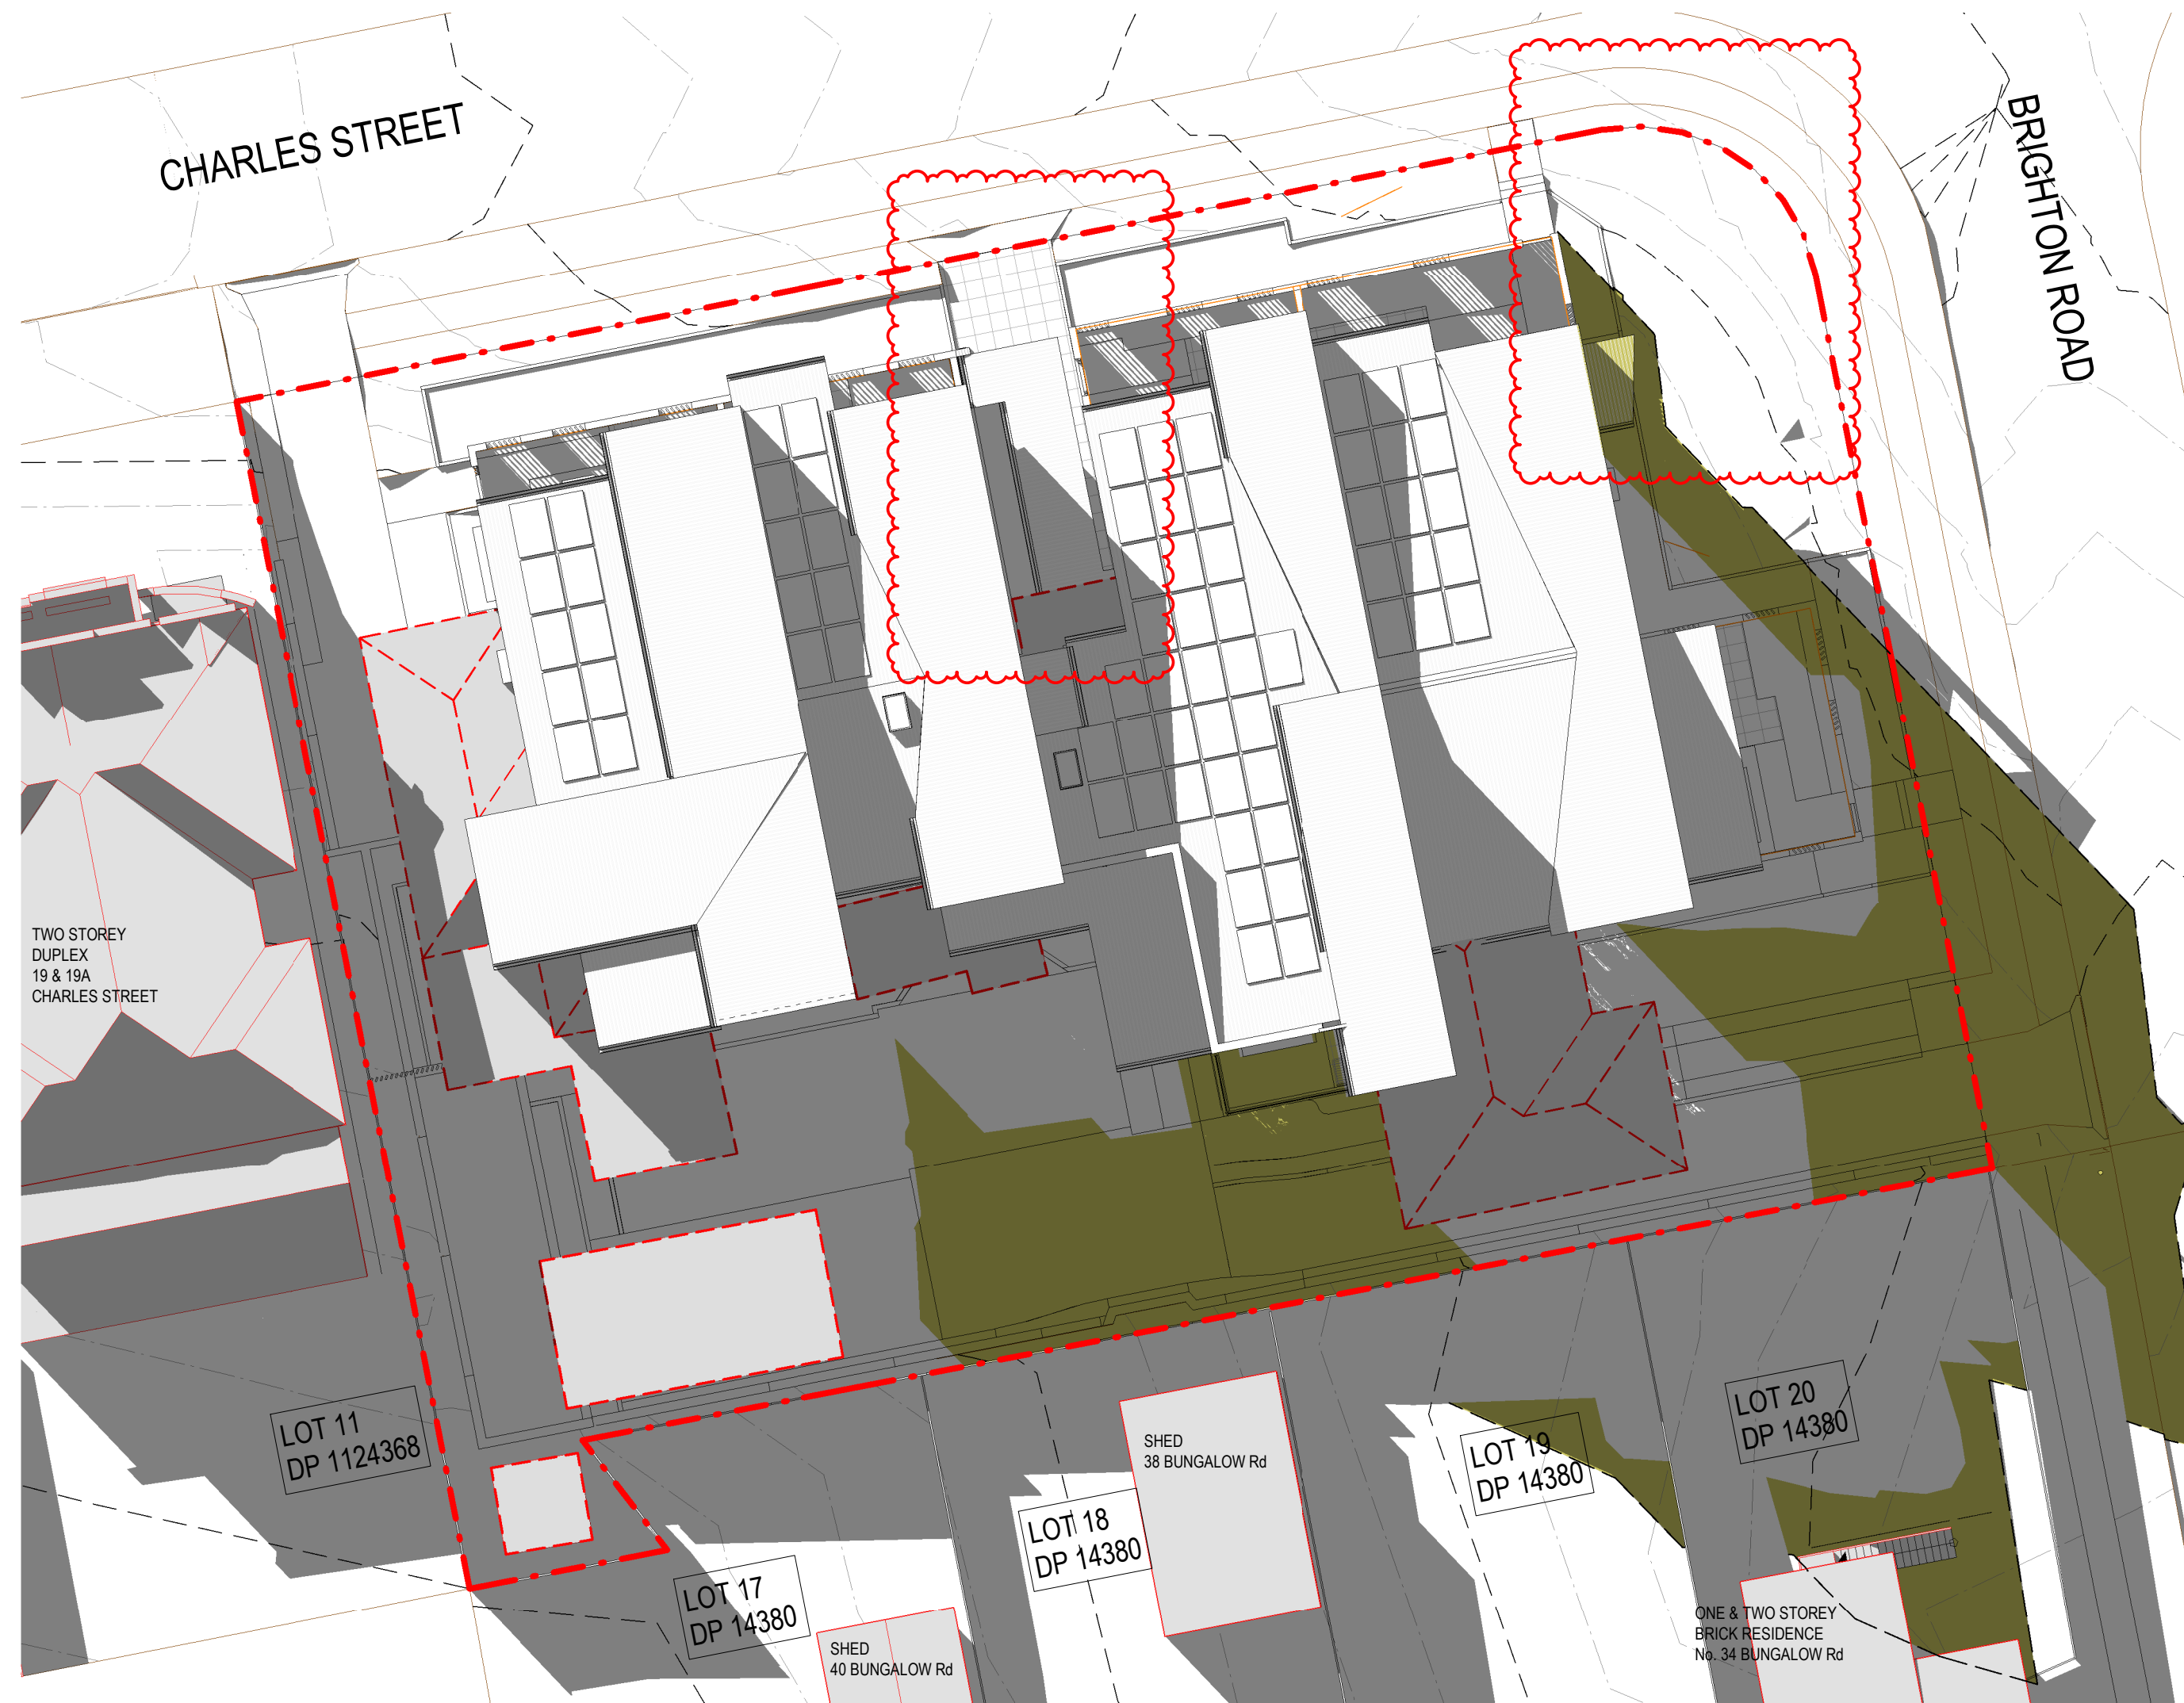 CHARLES STREET
BRIGHTON ROAD
TWO STOREY
DUPLEX
19 & 19A
CHARLES STREET
LOT 11
DP 1124368
LOT 17
DP 14380
SHED
40 BUNGALOW Rd
LOT 18
DP 14380
SHED
38 BUNGALOW Rd
LOT 19
DP 14380
LOT 20
DP 14380
ONE & TWO STOREY
BRICK RESIDENCE
No. 34 BUNGALOW Rd